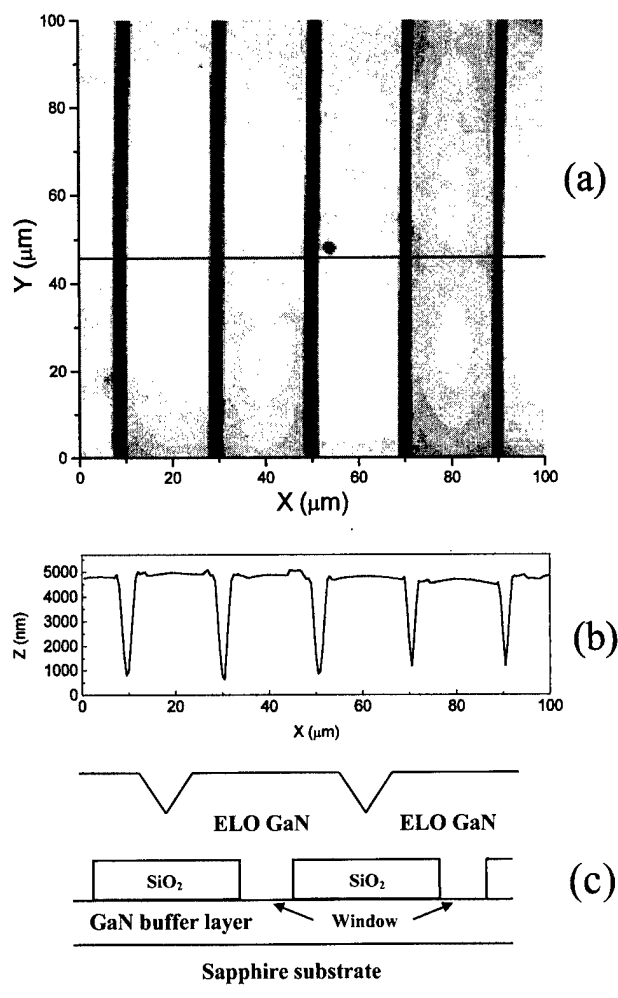 100
80
60
40
20
0
Y (μm)
0 20 40 60 80 100
X (μm)
(a)
5000
4000
3000
2000
1000
0
Z (nm)
0 20 40 60 80 100
X (μm)
(b)
ELO GaN ELO GaN
SiO₂ SiO₂
(c)
GaN buffer layer Window
Sapphire substrate